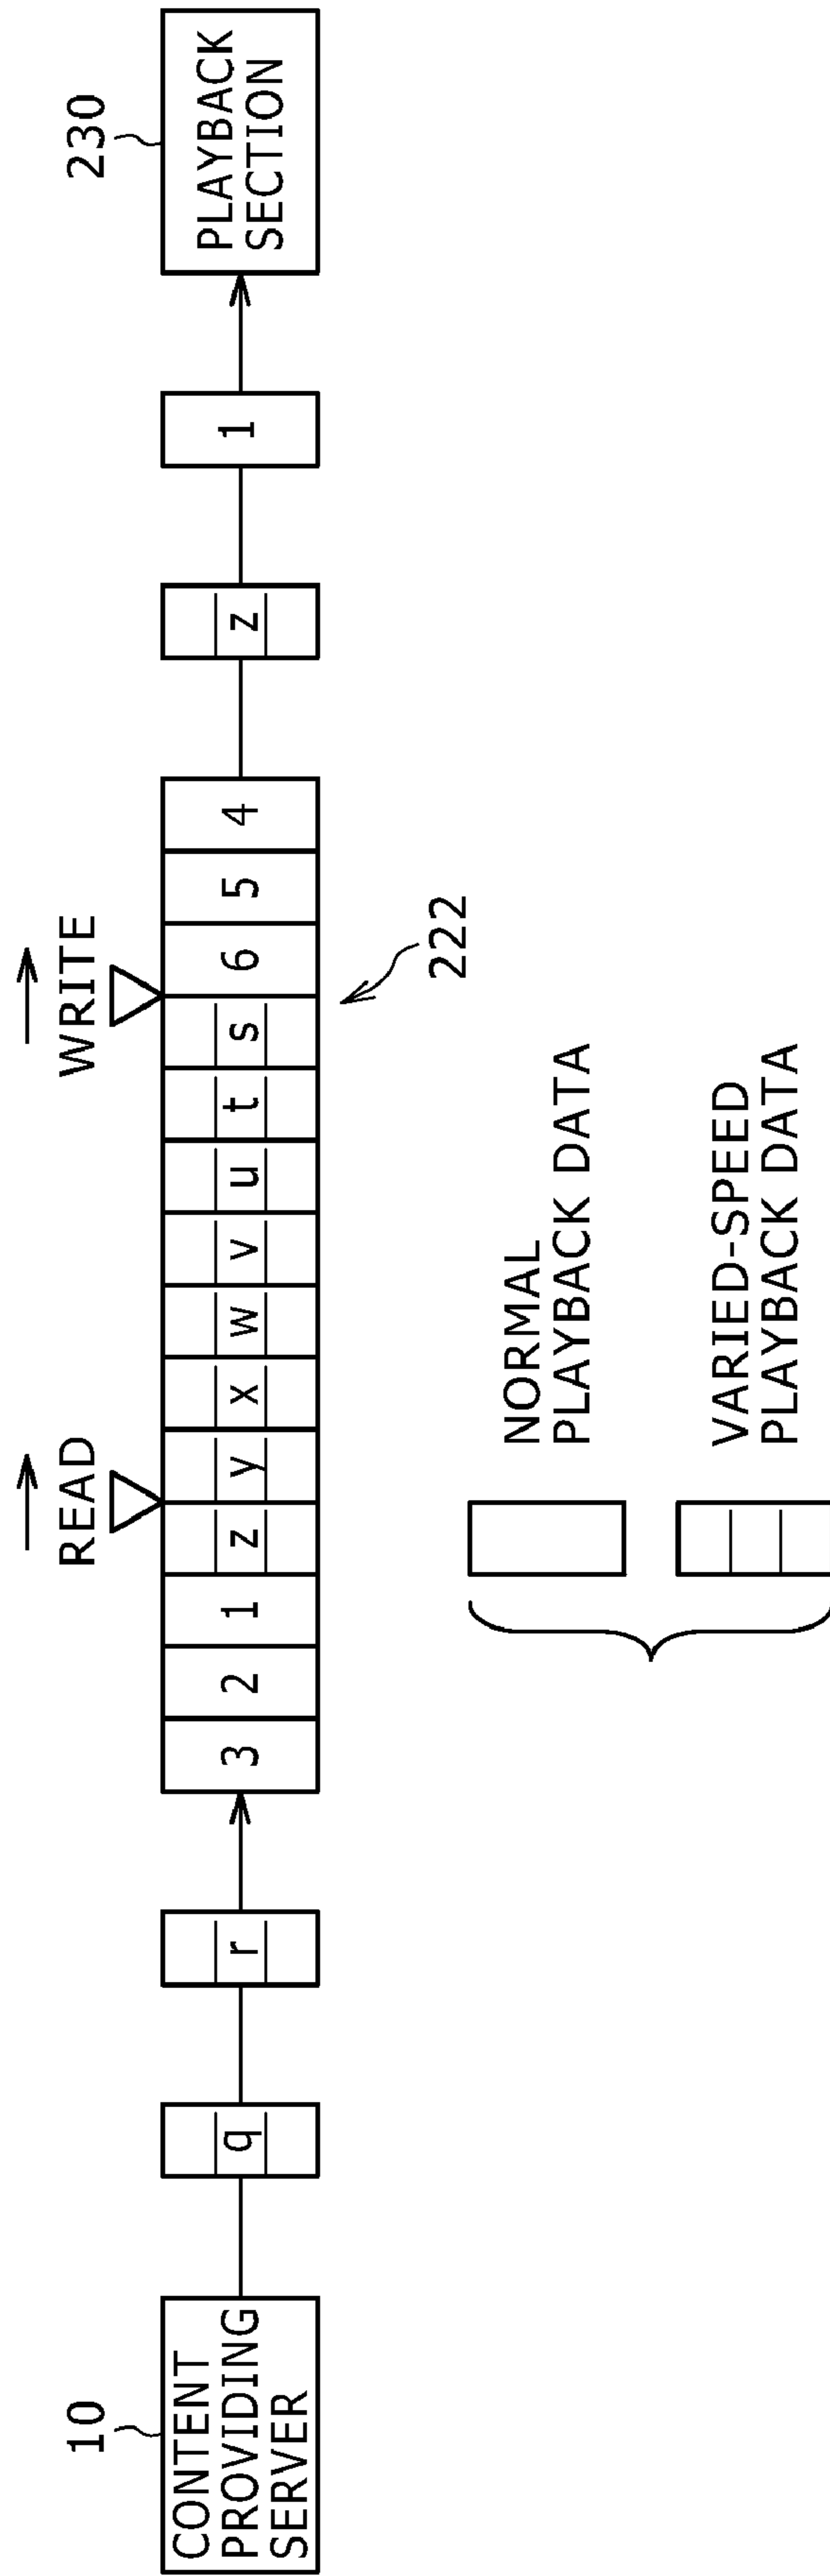 10
CONTENT
PROVIDING
SERVER
q
r
3
2
1
z
y
x
w
v
u
t
s
6
5
4
READ
WRITE
222
z
1
230
PLAYBACK
SECTION
NORMAL
PLAYBACK DATA
VARIED-SPEED
PLAYBACK DATA